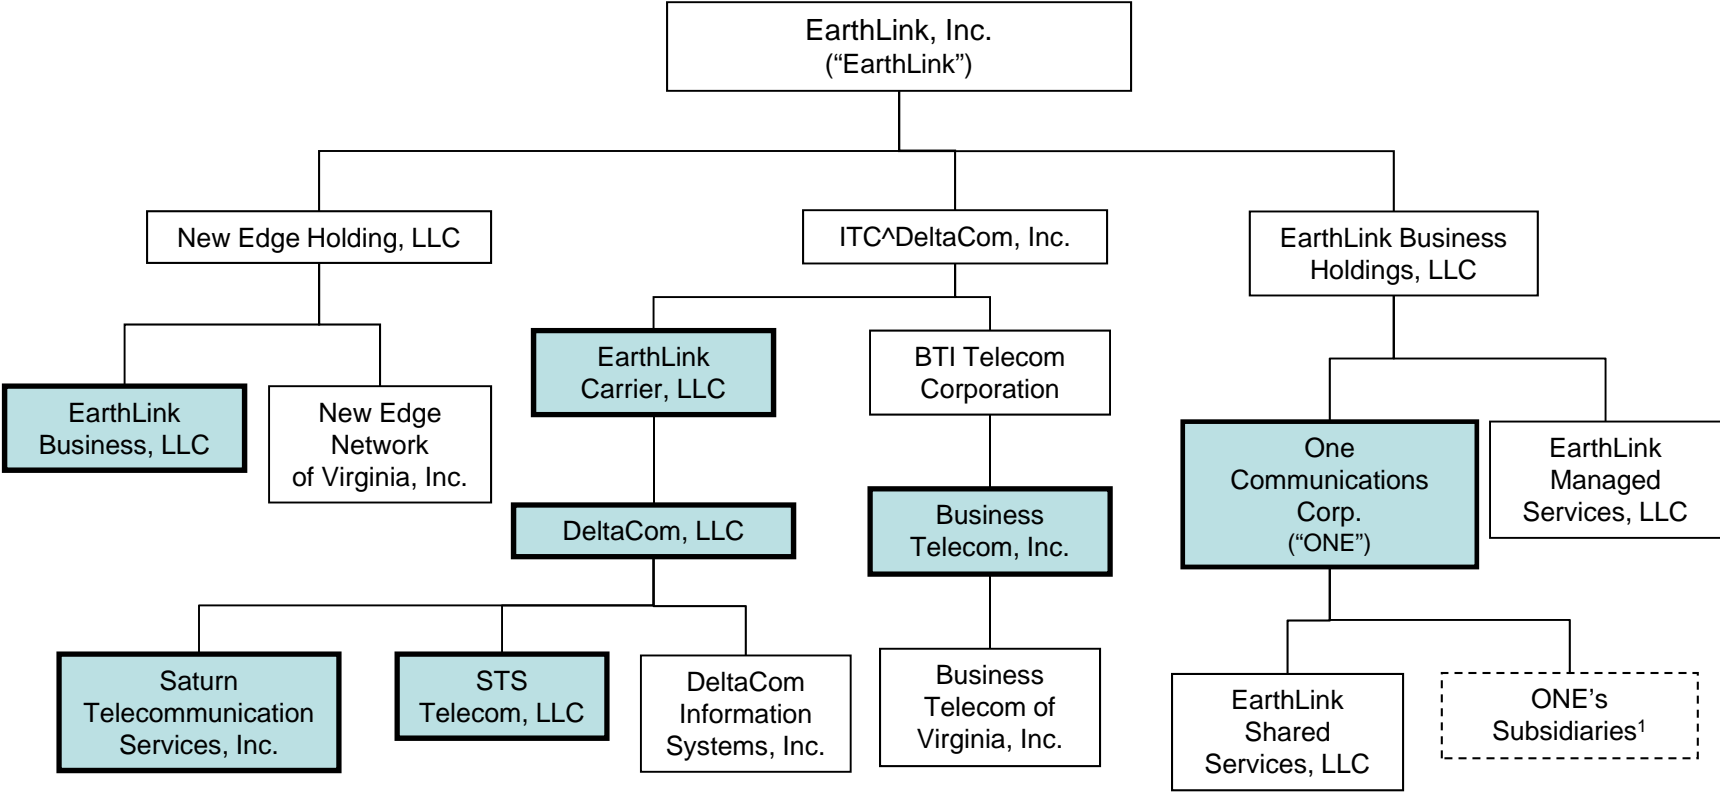 EarthLink, Inc.
(“EarthLink”)
New Edge Holding, LLC
ITC^DeltaCom, Inc.
EarthLink Business
Holdings, LLC
EarthLink
Business, LLC
New Edge
Network
of Virginia, Inc.
EarthLink
Carrier, LLC
BTI Telecom
Corporation
One
Communications
Corp.
(“ONE”)
EarthLink
Managed
Services, LLC
DeltaCom, LLC
Business
Telecom, Inc.
Saturn
Telecommunication
Services, Inc.
STS
Telecom, LLC
DeltaCom
Information
Systems, Inc.
Business
Telecom of
Virginia, Inc.
EarthLink
Shared
Services, LLC
ONE’s
Subsidiaries¹